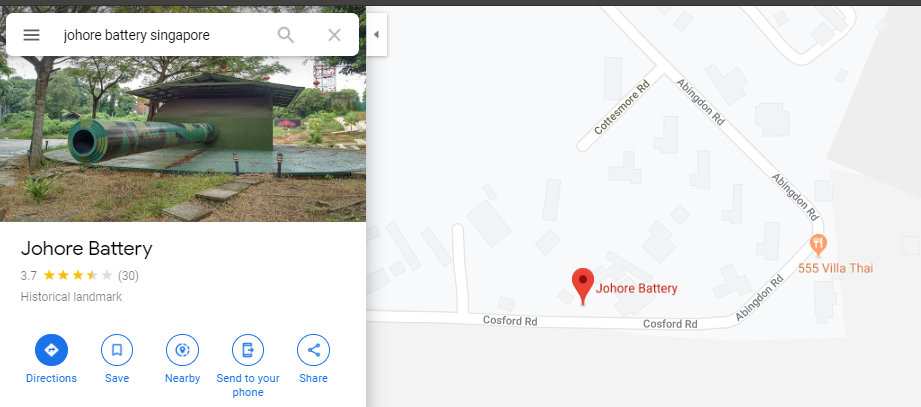 johore battery singapore
Johore Battery
3.7 (30)
Historical landmark
Directions
Save
Nearby
Send to your
phone
Share
Cottesmore Rd
Abingdon Rd
Abingdon Rd
555 Villa Thai
Johore Battery
Abingdon Rd
Cosford Rd
Cosford Rd